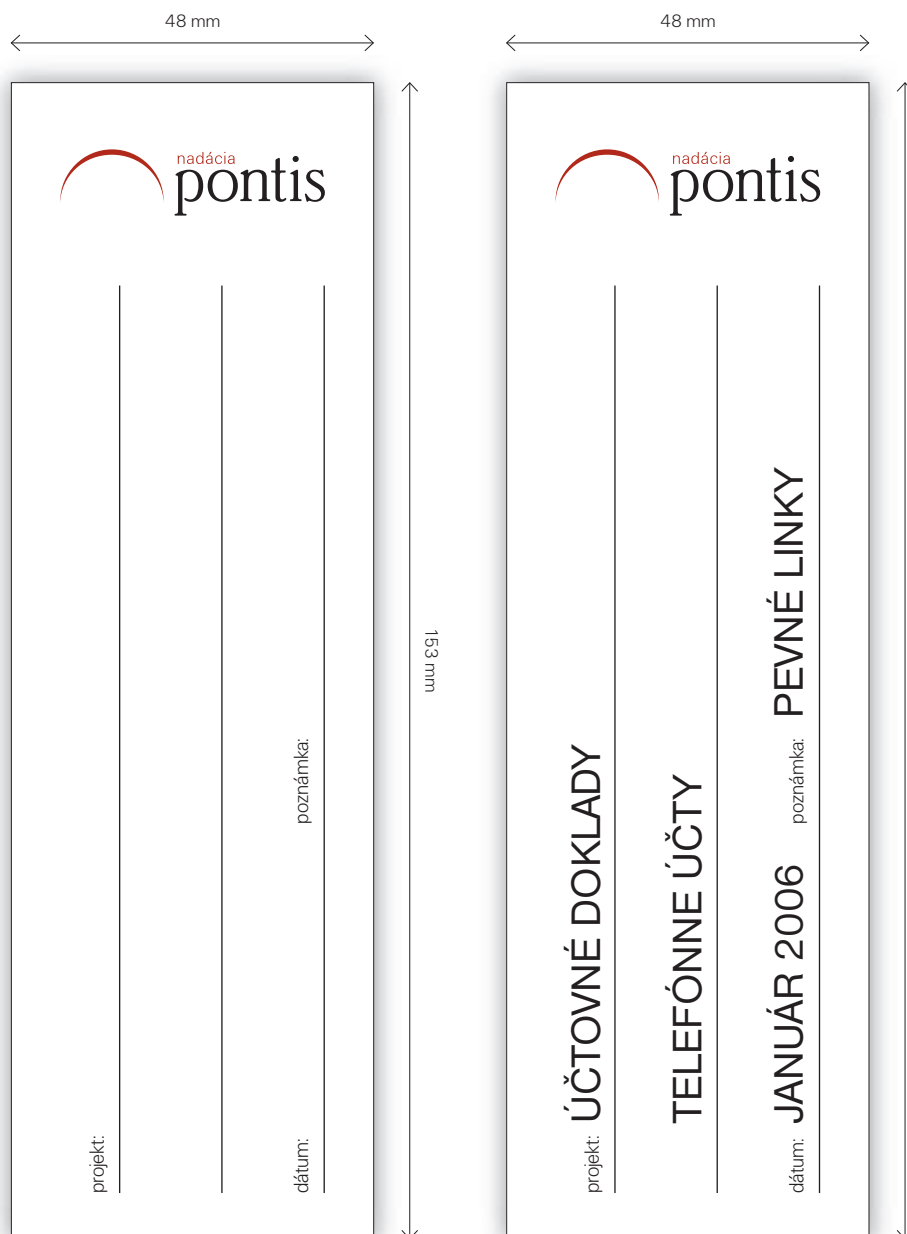 48 mm
48 mm
nadácia
pontis
nadácia
pontis
projekt:
dátum:
poznámka:
153 mm
projekt: ÚČTOVNÉ DOKLADY
TELEFÓNNE ÚČTY
dátum: JANUÁR 2006 poznámka: PEVNÉ LINKY